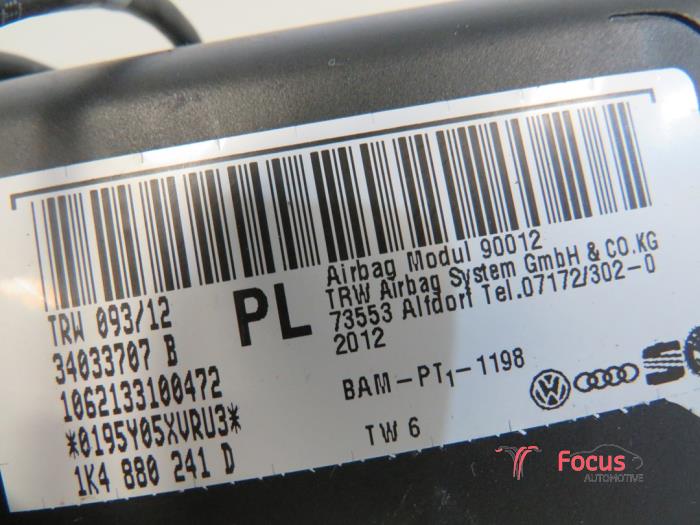 Airbag Modul 90012
TRW Airbag System GmbH & CO.KG
73553 Alfdorf Tel.07172/302-0
2012
PL
TRW 093/12
34033707 B
1062133100472
*0195Y05XVRU3*
1K4 880 241 D
BAM-PT1-1198
TW 6
Focus
AUTOMOTIVE